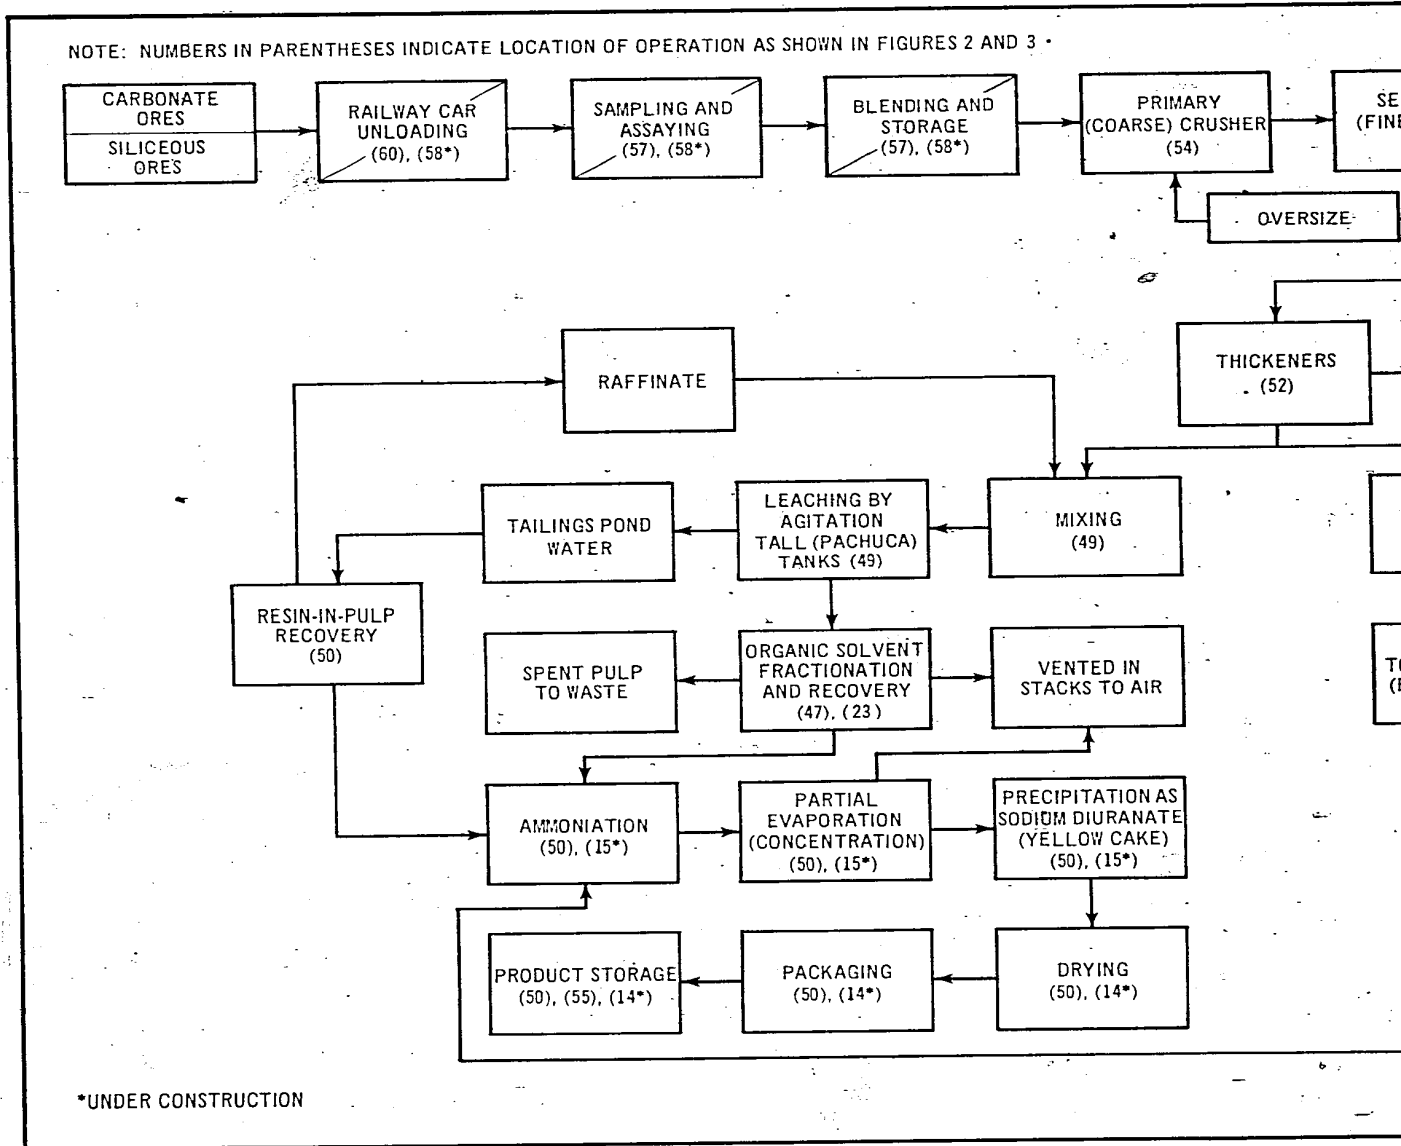 NOTE: NUMBERS IN PARENTHESES INDICATE LOCATION OF OPERATION AS SHOWN IN FIGURES 2 AND 3
CARBONATE
ORES
SILICEOUS
ORES
RAILWAY CAR
UNLOADING
(60), (58*)
SAMPLING AND
ASSAYING
(57), (58*)
BLENDING AND
STORAGE
(57), (58*)
PRIMARY
(COARSE) CRUSHER
(54)
SE
(FINE
OVERSIZE
THICKENERS
(52)
RAFFINATE
TAILINGS POND
WATER
LEACHING BY
AGITATION
TALL (PACHUCA)
TANKS (49)
MIXING
(49)
RESIN-IN-PULP
RECOVERY
(50)
SPENT PULP
TO WASTE
ORGANIC SOLVENT
FRACTIONATION
AND RECOVERY
(47), (23)
VENTED IN
STACKS TO AIR
AMMONIATION
(50), (15*)
PARTIAL
EVAPORATION
(CONCENTRATION)
(50), (15*)
PRECIPITATION AS
SODIUM DIURANATE
(YELLOW CAKE)
(50), (15*)
PRODUCT STORAGE
(50), (55), (14*)
PACKAGING
(50), (14*)
DRYING
(50), (14*)
*UNDER CONSTRUCTION